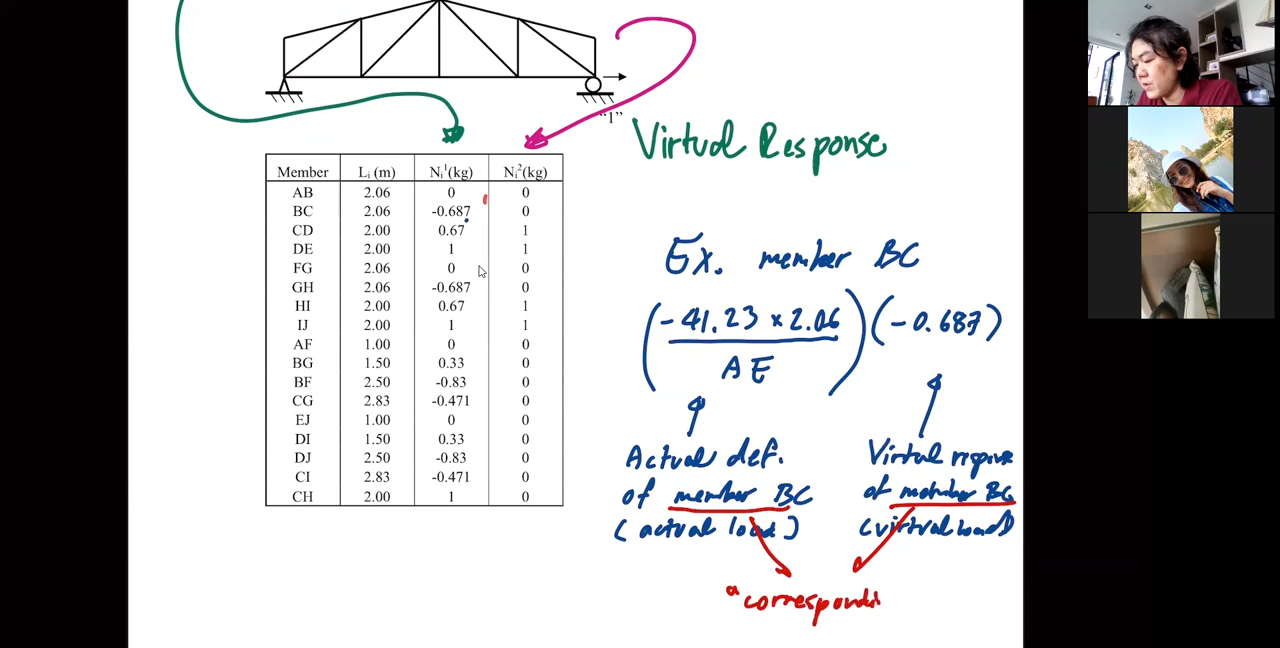 "1"
Virtual Response
Member Lᵢ (m) Nᵢ¹(kg) Nᵢ²(kg)
AB 2.06 0 0
BC 2.06 -0.687 0
CD 2.00 0.67 1
DE 2.00 1 1
FG 2.06 0 0
GH 2.06 -0.687 0
HI 2.00 0.67 1
IJ 2.00 1 1
AF 1.00 0 0
BG 1.50 0.33 0
BF 2.50 -0.83 0
CG 2.83 -0.471 0
EJ 1.00 0 0
DI 1.50 0.33 0
DJ 2.50 -0.83 0
CI 2.83 -0.471 0
CH 2.00 1 0
Ex. member BC
(-41.23 × 2.06 / AE) (-0.687)
Actual def.
of member BC
(actual load)
Virtual
of member BC
(virtual load)
"correspondi